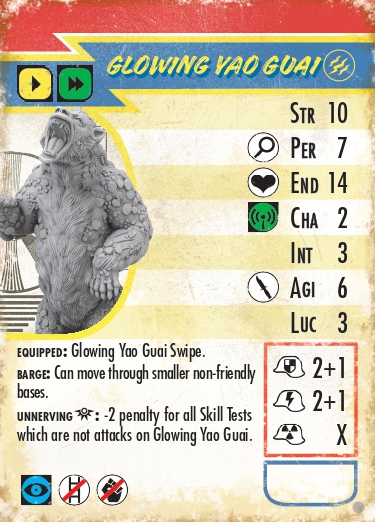 GLOWING YAO GUAI
STR 10
PER 7
END 14
CHA 2
INT 3
AGI 6
LUC 3
EQUIPPED: Glowing Yao Guai Swipe.
BARGE: Can move through smaller non-friendly
bases.
UNNERVING : -2 penalty for all Skill Tests
which are not attacks on Glowing Yao Guai.
2+1
2+1
X